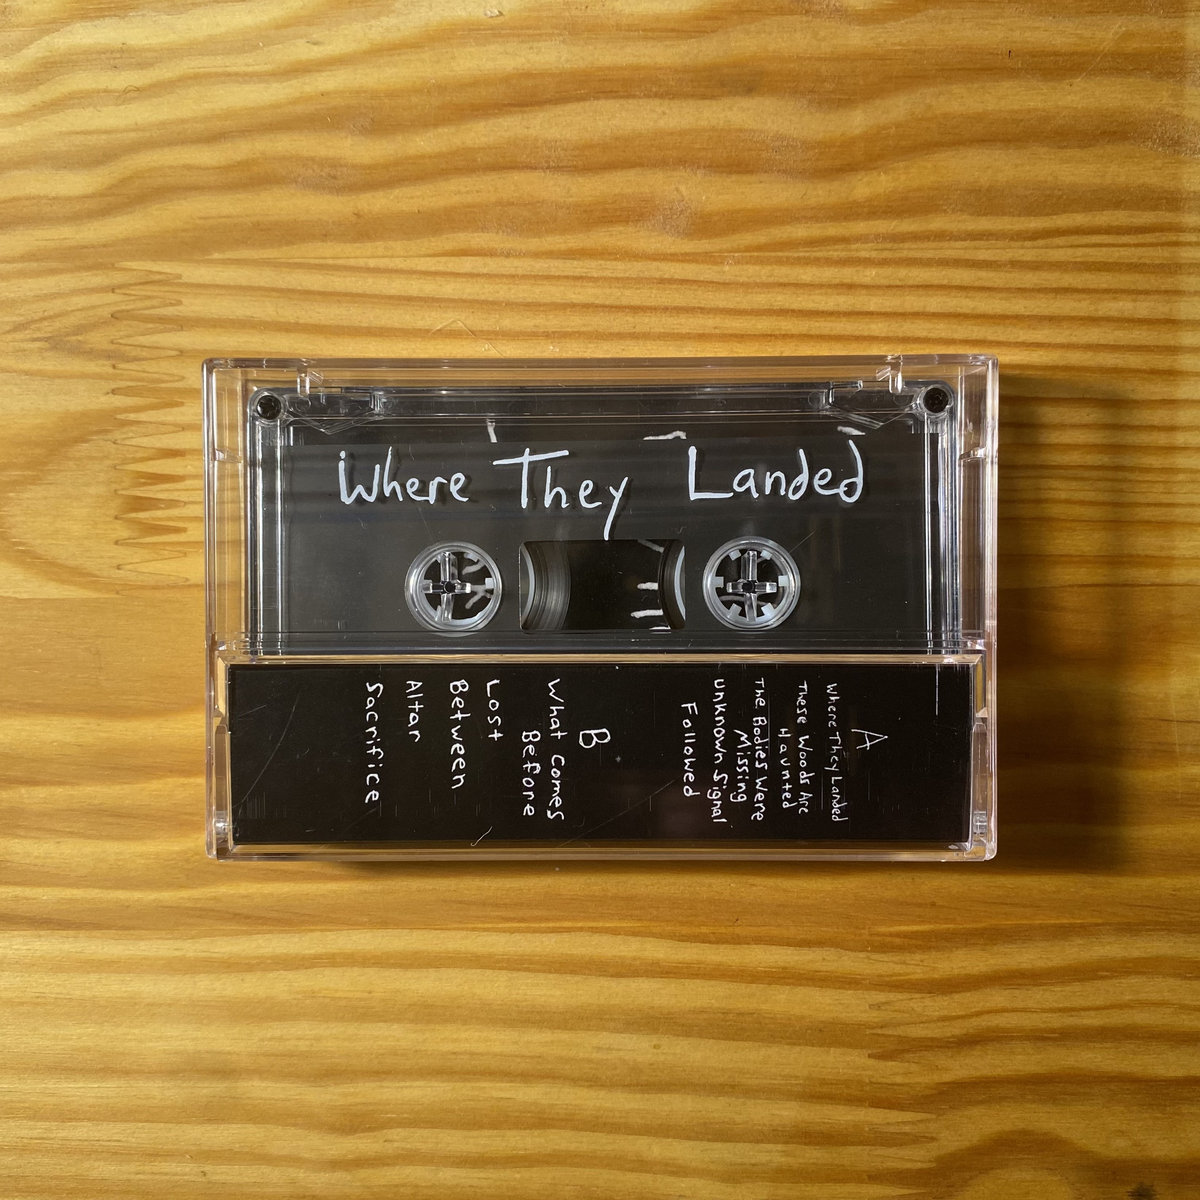 Where They Landed
A
Where They Landed
These Woods Are
Haunted
The Bodies Were
Missing
Unknown Signal
Followed
B
What Comes
Before
Lost
Between
Altar
Sacrifice